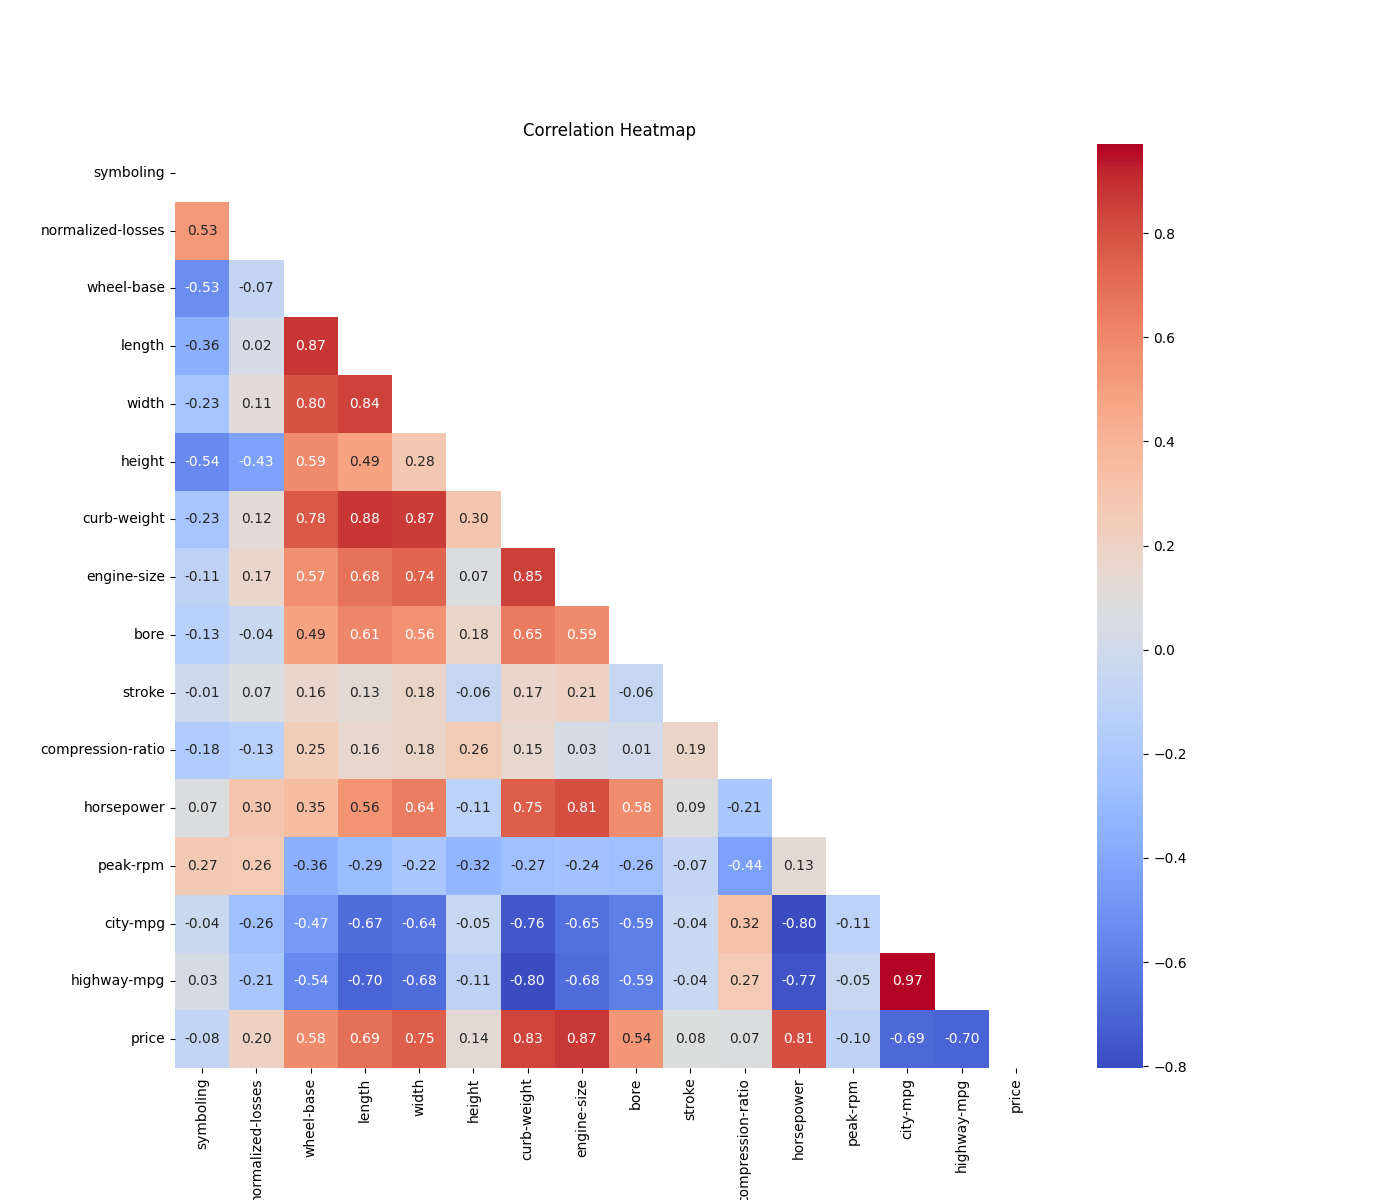 Correlation Heatmap
symboling
normalized-losses 0.53
wheel-base -0.53 -0.07
length -0.36 0.02 0.87
width -0.23 0.11 0.80 0.84
height -0.54 -0.43 0.59 0.49 0.28
curb-weight -0.23 0.12 0.78 0.88 0.87 0.30
engine-size -0.11 0.17 0.57 0.68 0.74 0.07 0.85
bore -0.13 -0.04 0.49 0.61 0.56 0.18 0.65 0.59
stroke -0.01 0.07 0.16 0.13 0.18 -0.06 0.17 0.21 -0.06
compression-ratio -0.18 -0.13 0.25 0.16 0.18 0.26 0.15 0.03 0.01 0.19
horsepower 0.07 0.30 0.35 0.56 0.64 -0.11 0.75 0.81 0.58 0.09 -0.21
peak-rpm 0.27 0.26 -0.36 -0.29 -0.22 -0.32 -0.27 -0.24 -0.26 -0.07 -0.44 0.13
city-mpg -0.04 -0.26 -0.47 -0.67 -0.64 -0.05 -0.76 -0.65 -0.59 -0.04 0.32 -0.80 -0.11
highway-mpg 0.03 -0.21 -0.54 -0.70 -0.68 -0.11 -0.80 -0.68 -0.59 -0.04 0.27 -0.77 -0.05 0.97
price -0.08 0.20 0.58 0.69 0.75 0.14 0.83 0.87 0.54 0.08 0.07 0.81 -0.10 -0.69 -0.70
symboling
normalized-losses
wheel-base
length
width
height
curb-weight
engine-size
bore
stroke
compression-ratio
horsepower
peak-rpm
city-mpg
highway-mpg
price
0.8
0.6
0.4
0.2
0.0
−0.2
−0.4
−0.6
−0.8